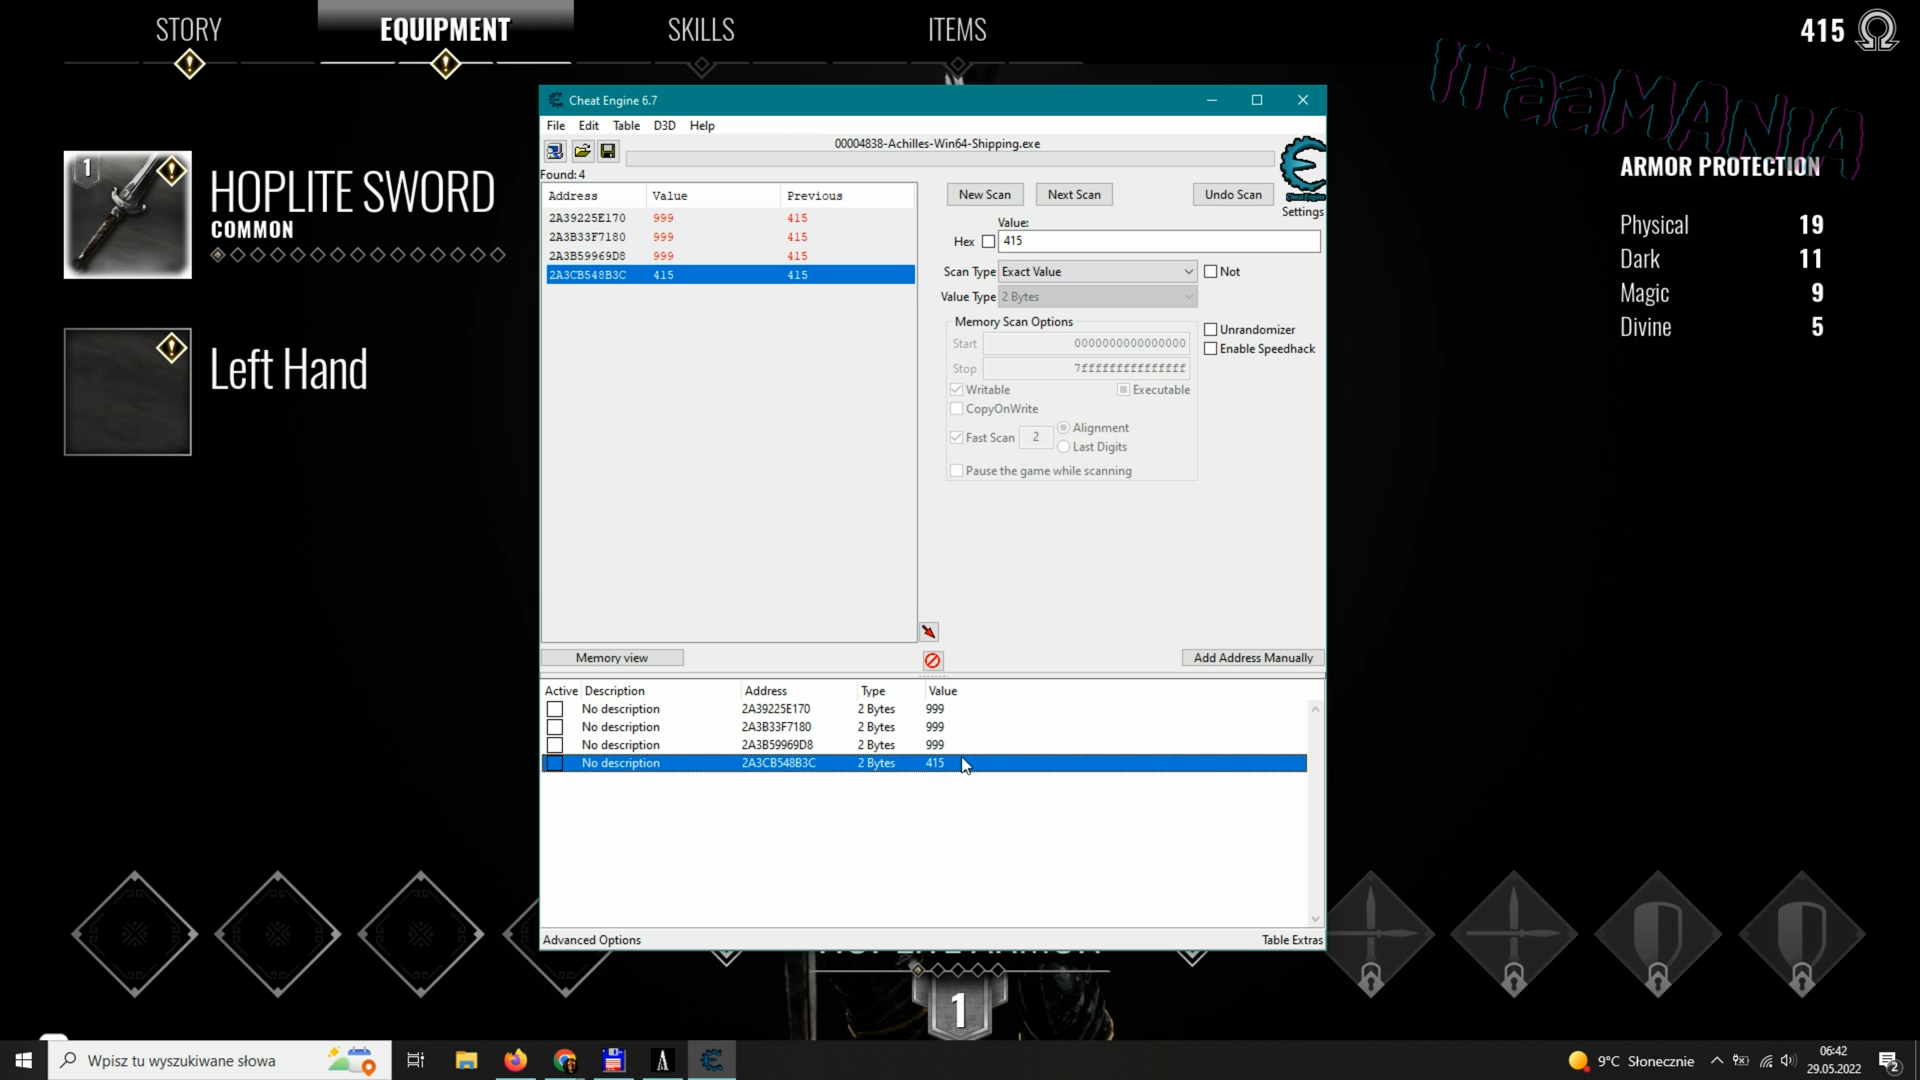 STORY
EQUIPMENT
SKILLS
ITEMS
415
ITaaMANIA
1
HOPLITE SWORD
COMMON
Left Hand
ARMOR PROTECTION
Physical 19
Dark 11
Magic 9
Divine 5
Cheat Engine 6.7
File Edit Table D3D Help
00004838-Achilles-Win64-Shipping.exe
Found: 4
Address Value Previous
2A39225E170 999 415
2A3B33F7180 999 415
2A3B59969D8 999 415
2A3CB548B3C 415 415
New Scan Next Scan Undo Scan
Cheat Engine
Settings
Value:
Hex 415
Scan Type Exact Value Not
Value Type 2 Bytes
Memory Scan Options
Unrandomizer
Start 0000000000000000
Enable Speedhack
Stop 7fffffffffffffff
Writable Executable
CopyOnWrite
Fast Scan 2 Alignment
Last Digits
Pause the game while scanning
Memory view Add Address Manually
Active Description Address Type Value
No description 2A39225E170 2 Bytes 999
No description 2A3B33F7180 2 Bytes 999
No description 2A3B59969D8 2 Bytes 999
No description 2A3CB548B3C 2 Bytes 415
Advanced Options Table Extras
HOPLITE ARMOR
1
Wpisz tu wyszukiwane słowa
9°C Słonecznie
06:42
29.05.2022
2